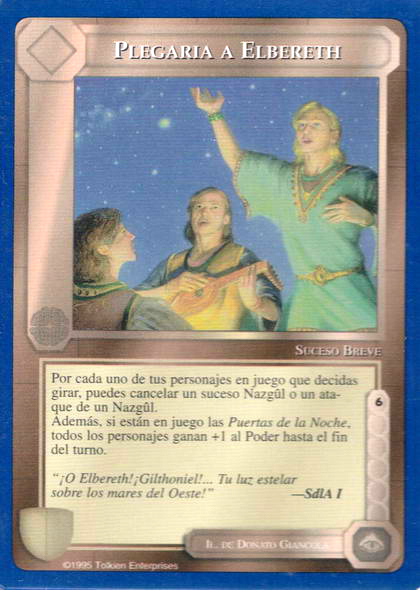 PLEGARIA A ELBERETH
SUCESO BREVE
Por cada uno de tus personajes en juego que decidas
girar, puedes cancelar un suceso Nazgûl o un ata-
que de un Nazgûl.
Además, si están en juego las Puertas de la Noche,
todos los personajes ganan +1 al Poder hasta el fin
del turno.
6
“¡O Elbereth!¡Gilthoniel!... Tu luz estelar
sobre los mares del Oeste!” —SdlA I
IL. DE DONATO GIANCOLA
©1995 Tolkien Enterprises